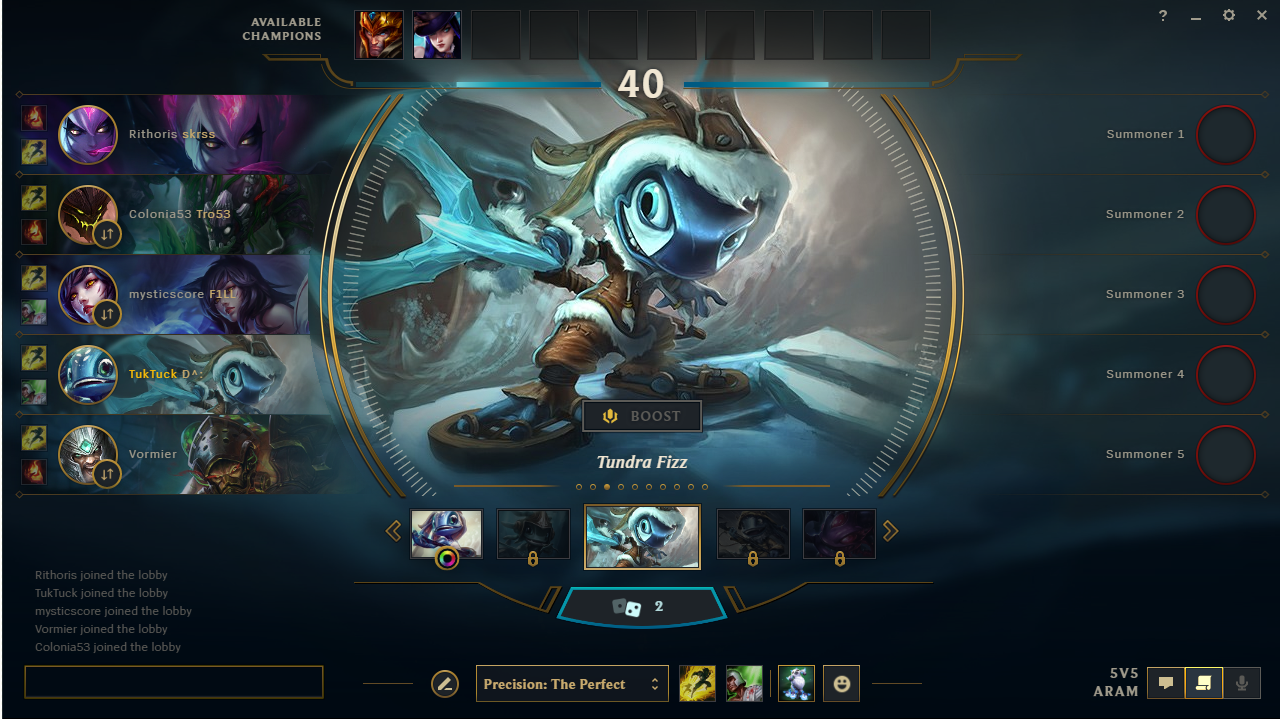 AVAILABLE
CHAMPIONS
?
40
Rithoris skrss
Colonia53 Tro53
mysticscore F1LL
TukTuck D^:
Vormier
Summoner 1
Summoner 2
Summoner 3
Summoner 4
Summoner 5
BOOST
Tundra Fizz
2
Rithoris joined the lobby
TukTuck joined the lobby
mysticscore joined the lobby
Vormier joined the lobby
Colonia53 joined the lobby
Precision: The Perfect
5V5
ARAM